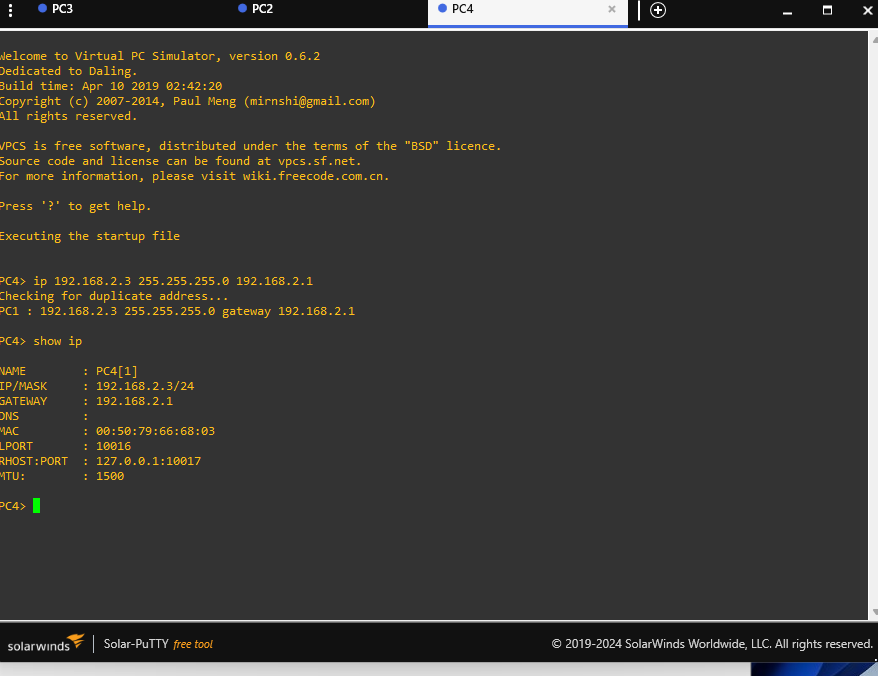 PC3 PC2 PC4
Welcome to Virtual PC Simulator, version 0.6.2
Dedicated to Daling.
Build time: Apr 10 2019 02:42:20
Copyright (c) 2007-2014, Paul Meng (mirnshi@gmail.com)
All rights reserved.
VPCS is free software, distributed under the terms of the "BSD" licence.
Source code and license can be found at vpcs.sf.net.
For more information, please visit wiki.freecode.com.cn.
Press '?' to get help.
Executing the startup file
PC4> ip 192.168.2.3 255.255.255.0 192.168.2.1
Checking for duplicate address...
PC1 : 192.168.2.3 255.255.255.0 gateway 192.168.2.1
PC4> show ip
NAME : PC4[1]
IP/MASK : 192.168.2.3/24
GATEWAY : 192.168.2.1
DNS :
MAC : 00:50:79:66:68:03
LPORT : 10016
RHOST:PORT : 127.0.0.1:10017
MTU: : 1500
PC4>
solarwinds Solar-PuTTY free tool © 2019-2024 SolarWinds Worldwide, LLC. All rights reserved.